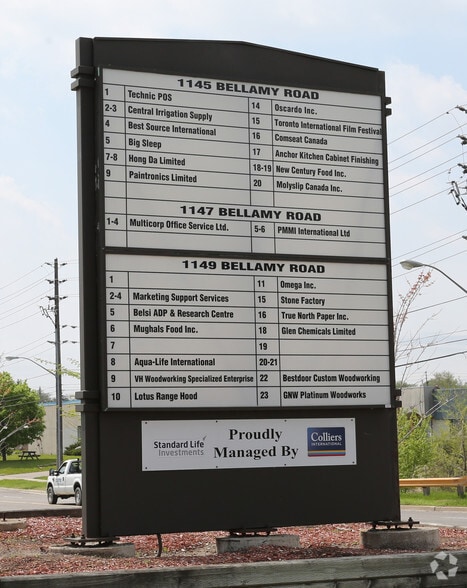 1145 BELLAMY ROAD
1 Technic POS 14 Oscardo Inc.
2-3 Central Irrigation Supply 15 Toronto International Film Festival
4 Best Source International 16 Comseat Canada
5 Big Sleep 17 Anchor Kitchen Cabinet Finishing
7-8 Hong Da Limited 18-19 New Century Food Inc.
9 Paintronics Limited 20 Molyslip Canada Inc.
1147 BELLAMY ROAD
1-4 Multicorp Office Service Ltd. 5-6 PMMI International Ltd
1149 BELLAMY ROAD
1 11 Omega Inc.
2-4 Marketing Support Services 15 Stone Factory
5 Belsi ADP & Research Centre 16 True North Paper Inc.
6 Mughals Food Inc. 18 Glen Chemicals Limited
7 19
8 Aqua-Life International 20-21
9 VH Woodworking Specialized Enterprise 22 Bestdoor Custom Woodworking
10 Lotus Range Hood 23 GNW Platinum Woodworks
Standard Life Investments
Proudly Managed By
Colliers INTERNATIONAL